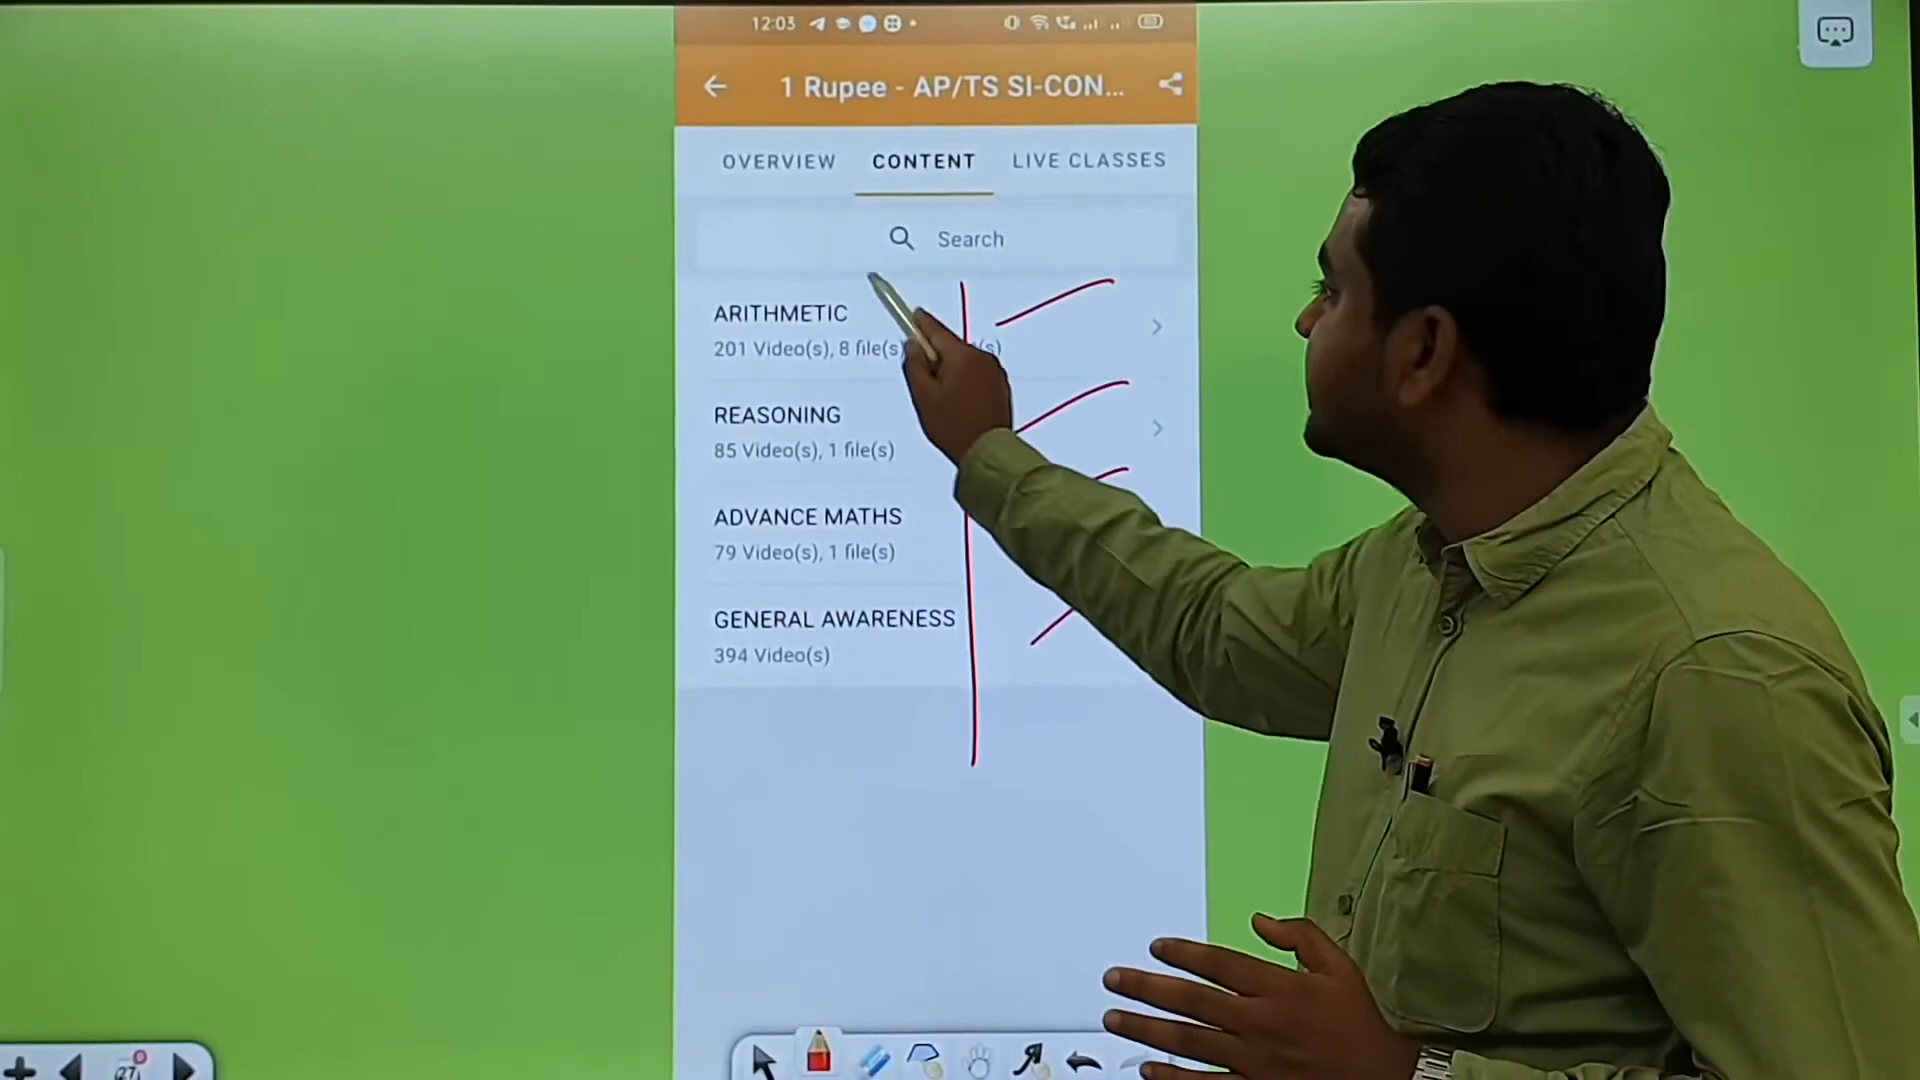 12:03
1 Rupee - AP/TS SI-CON...
OVERVIEW CONTENT LIVE CLASSES
Search
ARITHMETIC
201 Video(s), 8 file(s)
REASONING
85 Video(s), 1 file(s)
ADVANCE MATHS
79 Video(s), 1 file(s)
GENERAL AWARENESS
394 Video(s)
27